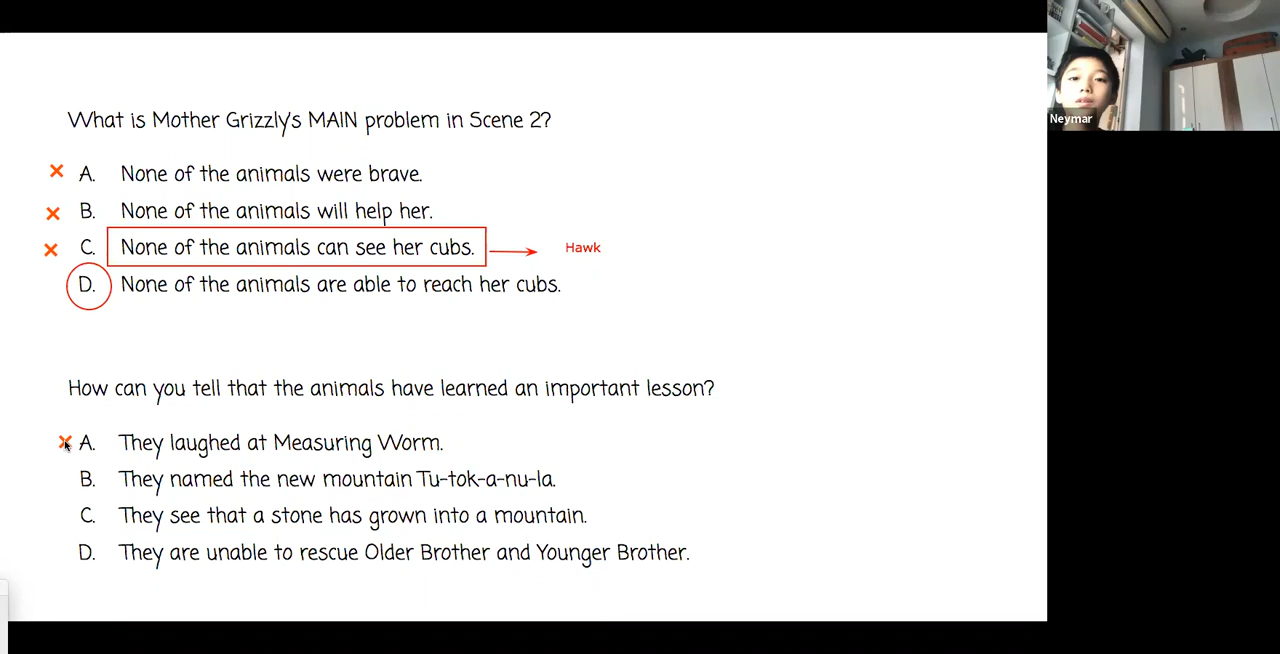 What is Mother Grizzly's MAIN problem in Scene 2?
A. None of the animals were brave.
B. None of the animals will help her.
C. None of the animals can see her cubs. Hawk
D. None of the animals are able to reach her cubs.
How can you tell that the animals have learned an important lesson?
A. They laughed at Measuring Worm.
B. They named the new mountain Tu-tok-a-nu-la.
C. They see that a stone has grown into a mountain.
D. They are unable to rescue Older Brother and Younger Brother.
Neymar